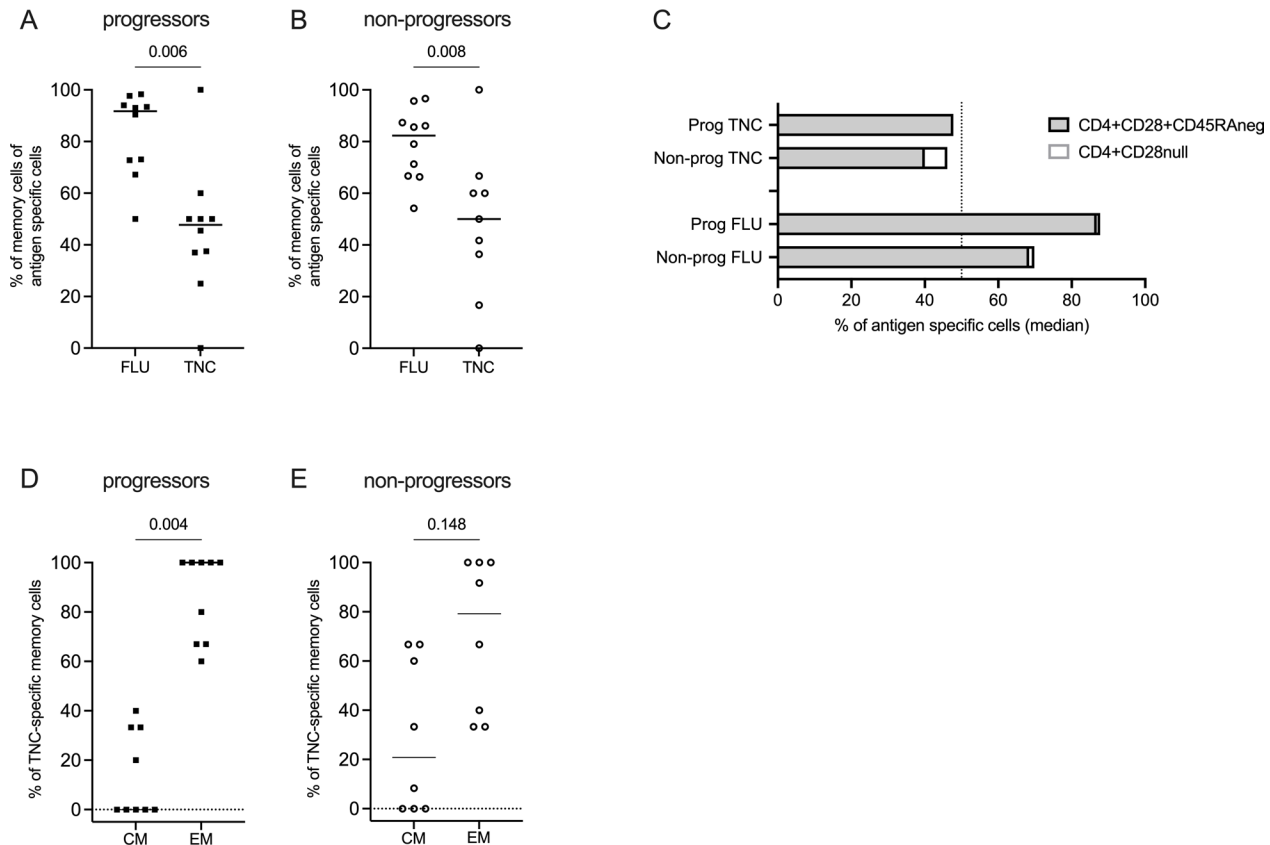 A
progressors
0.006
% of memory cells of
antigen specific cells
100
80
60
40
20
0
FLU
TNC
B
non-progressors
0.008
% of memory cells of
antigen specific cells
100
80
60
40
20
0
FLU
TNC
C
Prog TNC
Non-prog TNC
Prog FLU
Non-prog FLU
0
20
40
60
80
100
% of antigen specific cells (median)
CD4+CD28+CD45RAneg
CD4+CD28null
D
progressors
0.004
% of TNC-specific memory cells
100
80
60
40
20
0
CM
EM
E
non-progressors
0.148
% of TNC-specific memory cells
100
80
60
40
20
0
CM
EM